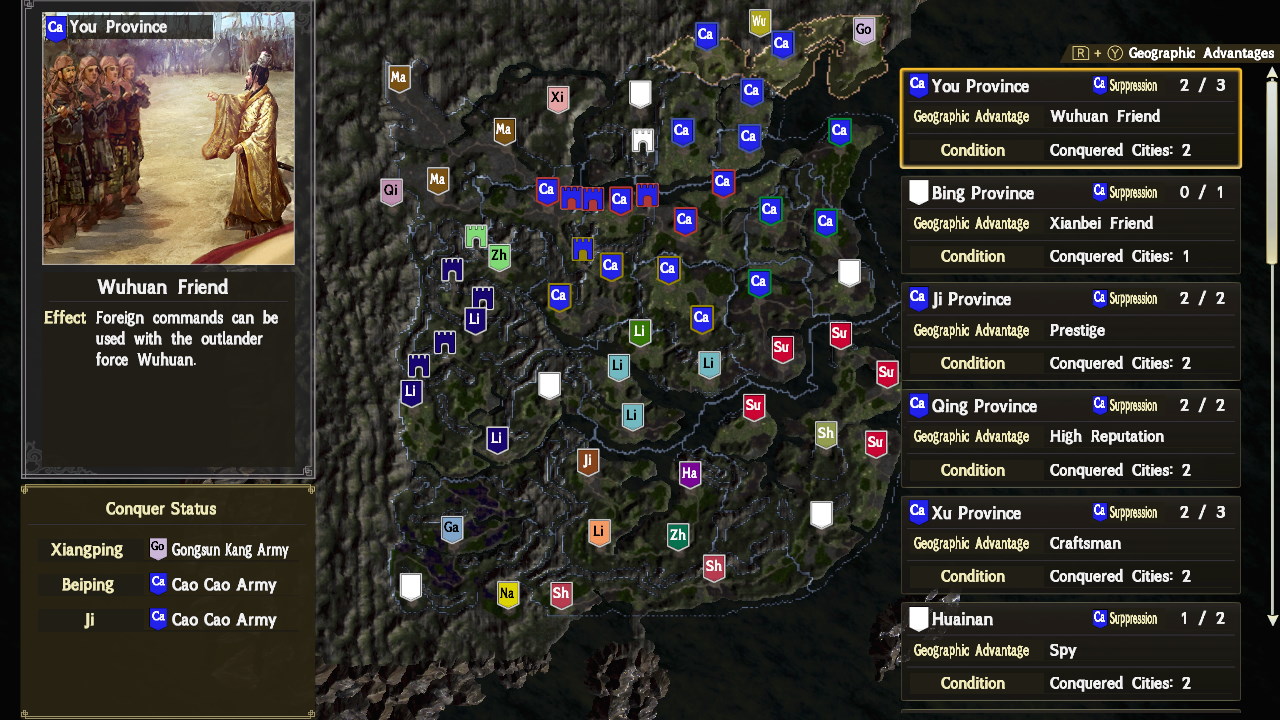 Ca You Province
Wuhuan Friend
Effect Foreign commands can be
used with the outlander
force Wuhuan.
Conquer Status
Xiangping Go Gongsun Kang Army
Beiping Ca Cao Cao Army
Ji Ca Cao Cao Army
Wu
Ca
Ca
Go
Ma
Xi
Ca
Ma
Ca
Ca
Ca
Qi
Ma
Ca
Ca
Ca
Ca
Ca
Ca
Zh
Ca
Ca
Ca
Ca
Li
Ca
Li
Su
Su
Li
Li
Su
Li
Li
Su
Li
Sh
Su
Ji
Ha
Ga
Li
Zh
Sh
Na
Sh
R + Y Geographic Advantages
Ca You Province Ca Suppression 2 / 3
Geographic Advantage Wuhuan Friend
Condition Conquered Cities: 2
Bing Province Ca Suppression 0 / 1
Geographic Advantage Xianbei Friend
Condition Conquered Cities: 1
Ca Ji Province Ca Suppression 2 / 2
Geographic Advantage Prestige
Condition Conquered Cities: 2
Ca Qing Province Ca Suppression 2 / 2
Geographic Advantage High Reputation
Condition Conquered Cities: 2
Ca Xu Province Ca Suppression 2 / 3
Geographic Advantage Craftsman
Condition Conquered Cities: 2
Huainan Ca Suppression 1 / 2
Geographic Advantage Spy
Condition Conquered Cities: 2